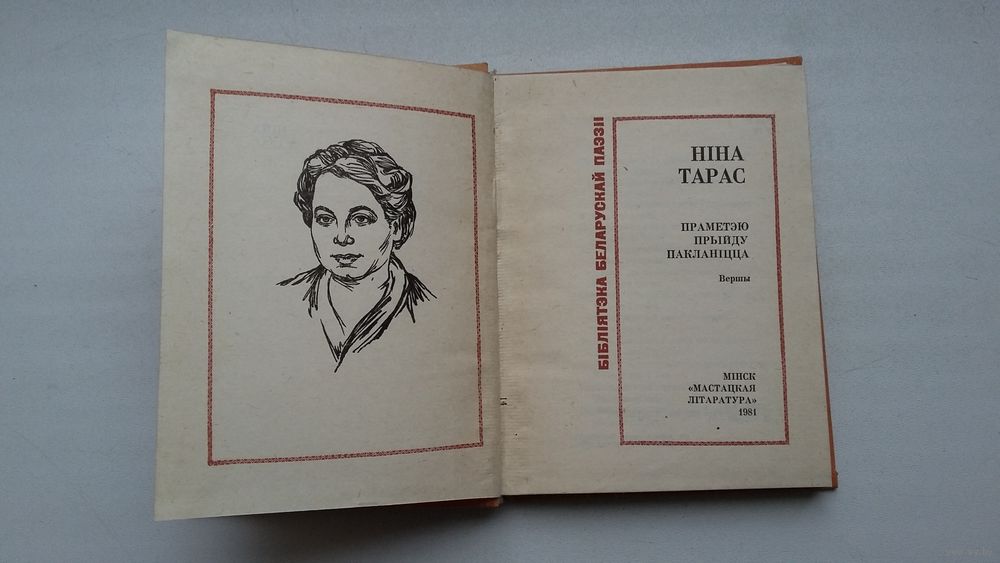 БІБЛІЯТЭКА БЕЛАРУСКАЙ ПАЭЗІІ
НІНА
ТАРАС
ПРАМЕТЭЮ
ПРЫЙДУ
ПАКЛАНІЦЦА
Вершы
МІНСК
«МАСТАЦКАЯ
ЛІТАРАТУРА»
1981